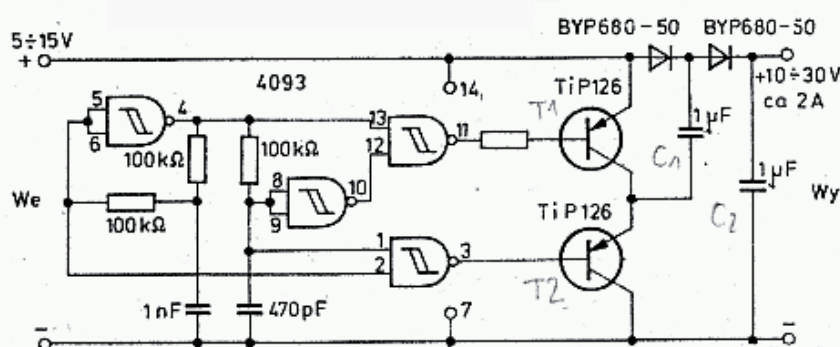 BYP680-50 BYP680-50
5÷15V
+
4093
14
+10÷30V
ca 2A
TiP126
T1
5
6
4
13
12
11
1µF
C1
100kΩ
100kΩ
8
9
10
We
1µF
C2
Wy
100kΩ
TiP126
T2
1
2
3
1nF
470pF
7
-
-